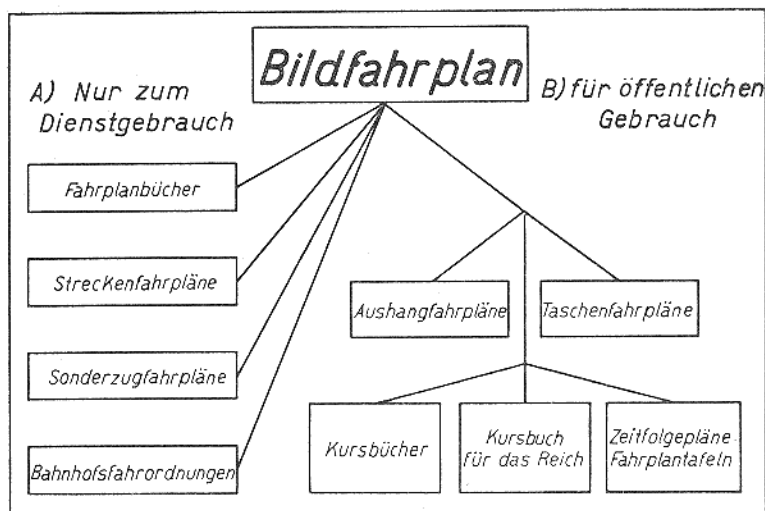 Bildfahrplan
A) Nur zum
Dienstgebrauch
B) für öffentlichen
Gebrauch
Fahrplanbücher
Streckenfahrpläne
Sonderzugfahrpläne
Bahnhofsfahrordnungen
Aushangfahrpläne
Taschenfahrpläne
Kursbücher
Kursbuch
für das Reich
Zeitfolgepläne
Fahrplantafeln